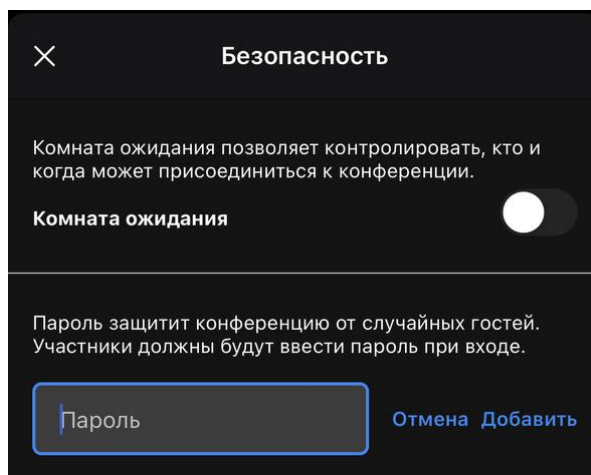 Безопасность
Комната ожидания позволяет контролировать, кто и
когда может присоединиться к конференции.
Комната ожидания
Пароль защитит конференцию от случайных гостей.
Участники должны будут ввести пароль при входе.
Пароль
Отмена Добавить